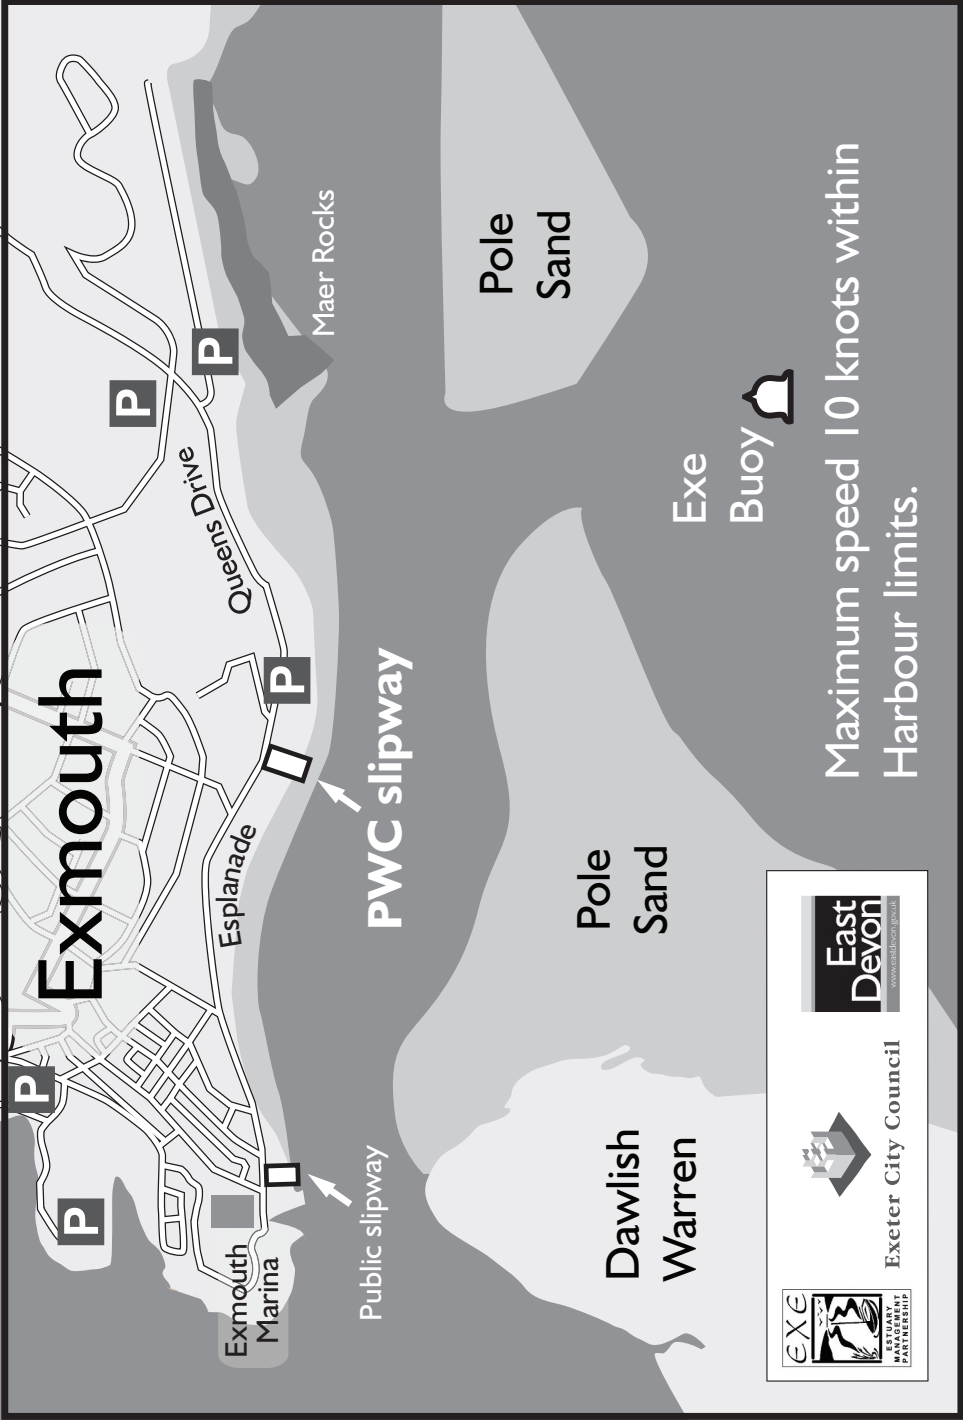 Exmouth
P
P
P
P
P
Queens Drive
Esplanade
Maer Rocks
PWC slipway
Public slipway
Exmouth
Marina
Pole
Sand
Pole
Sand
Dawlish
Warren
Exe
Buoy
Maximum speed 10 knots within
Harbour limits.
EXE
ESTUARY
MANAGEMENT
PARTNERSHIP
Exeter City Council
East
Devon
www.eastdevon.gov.uk